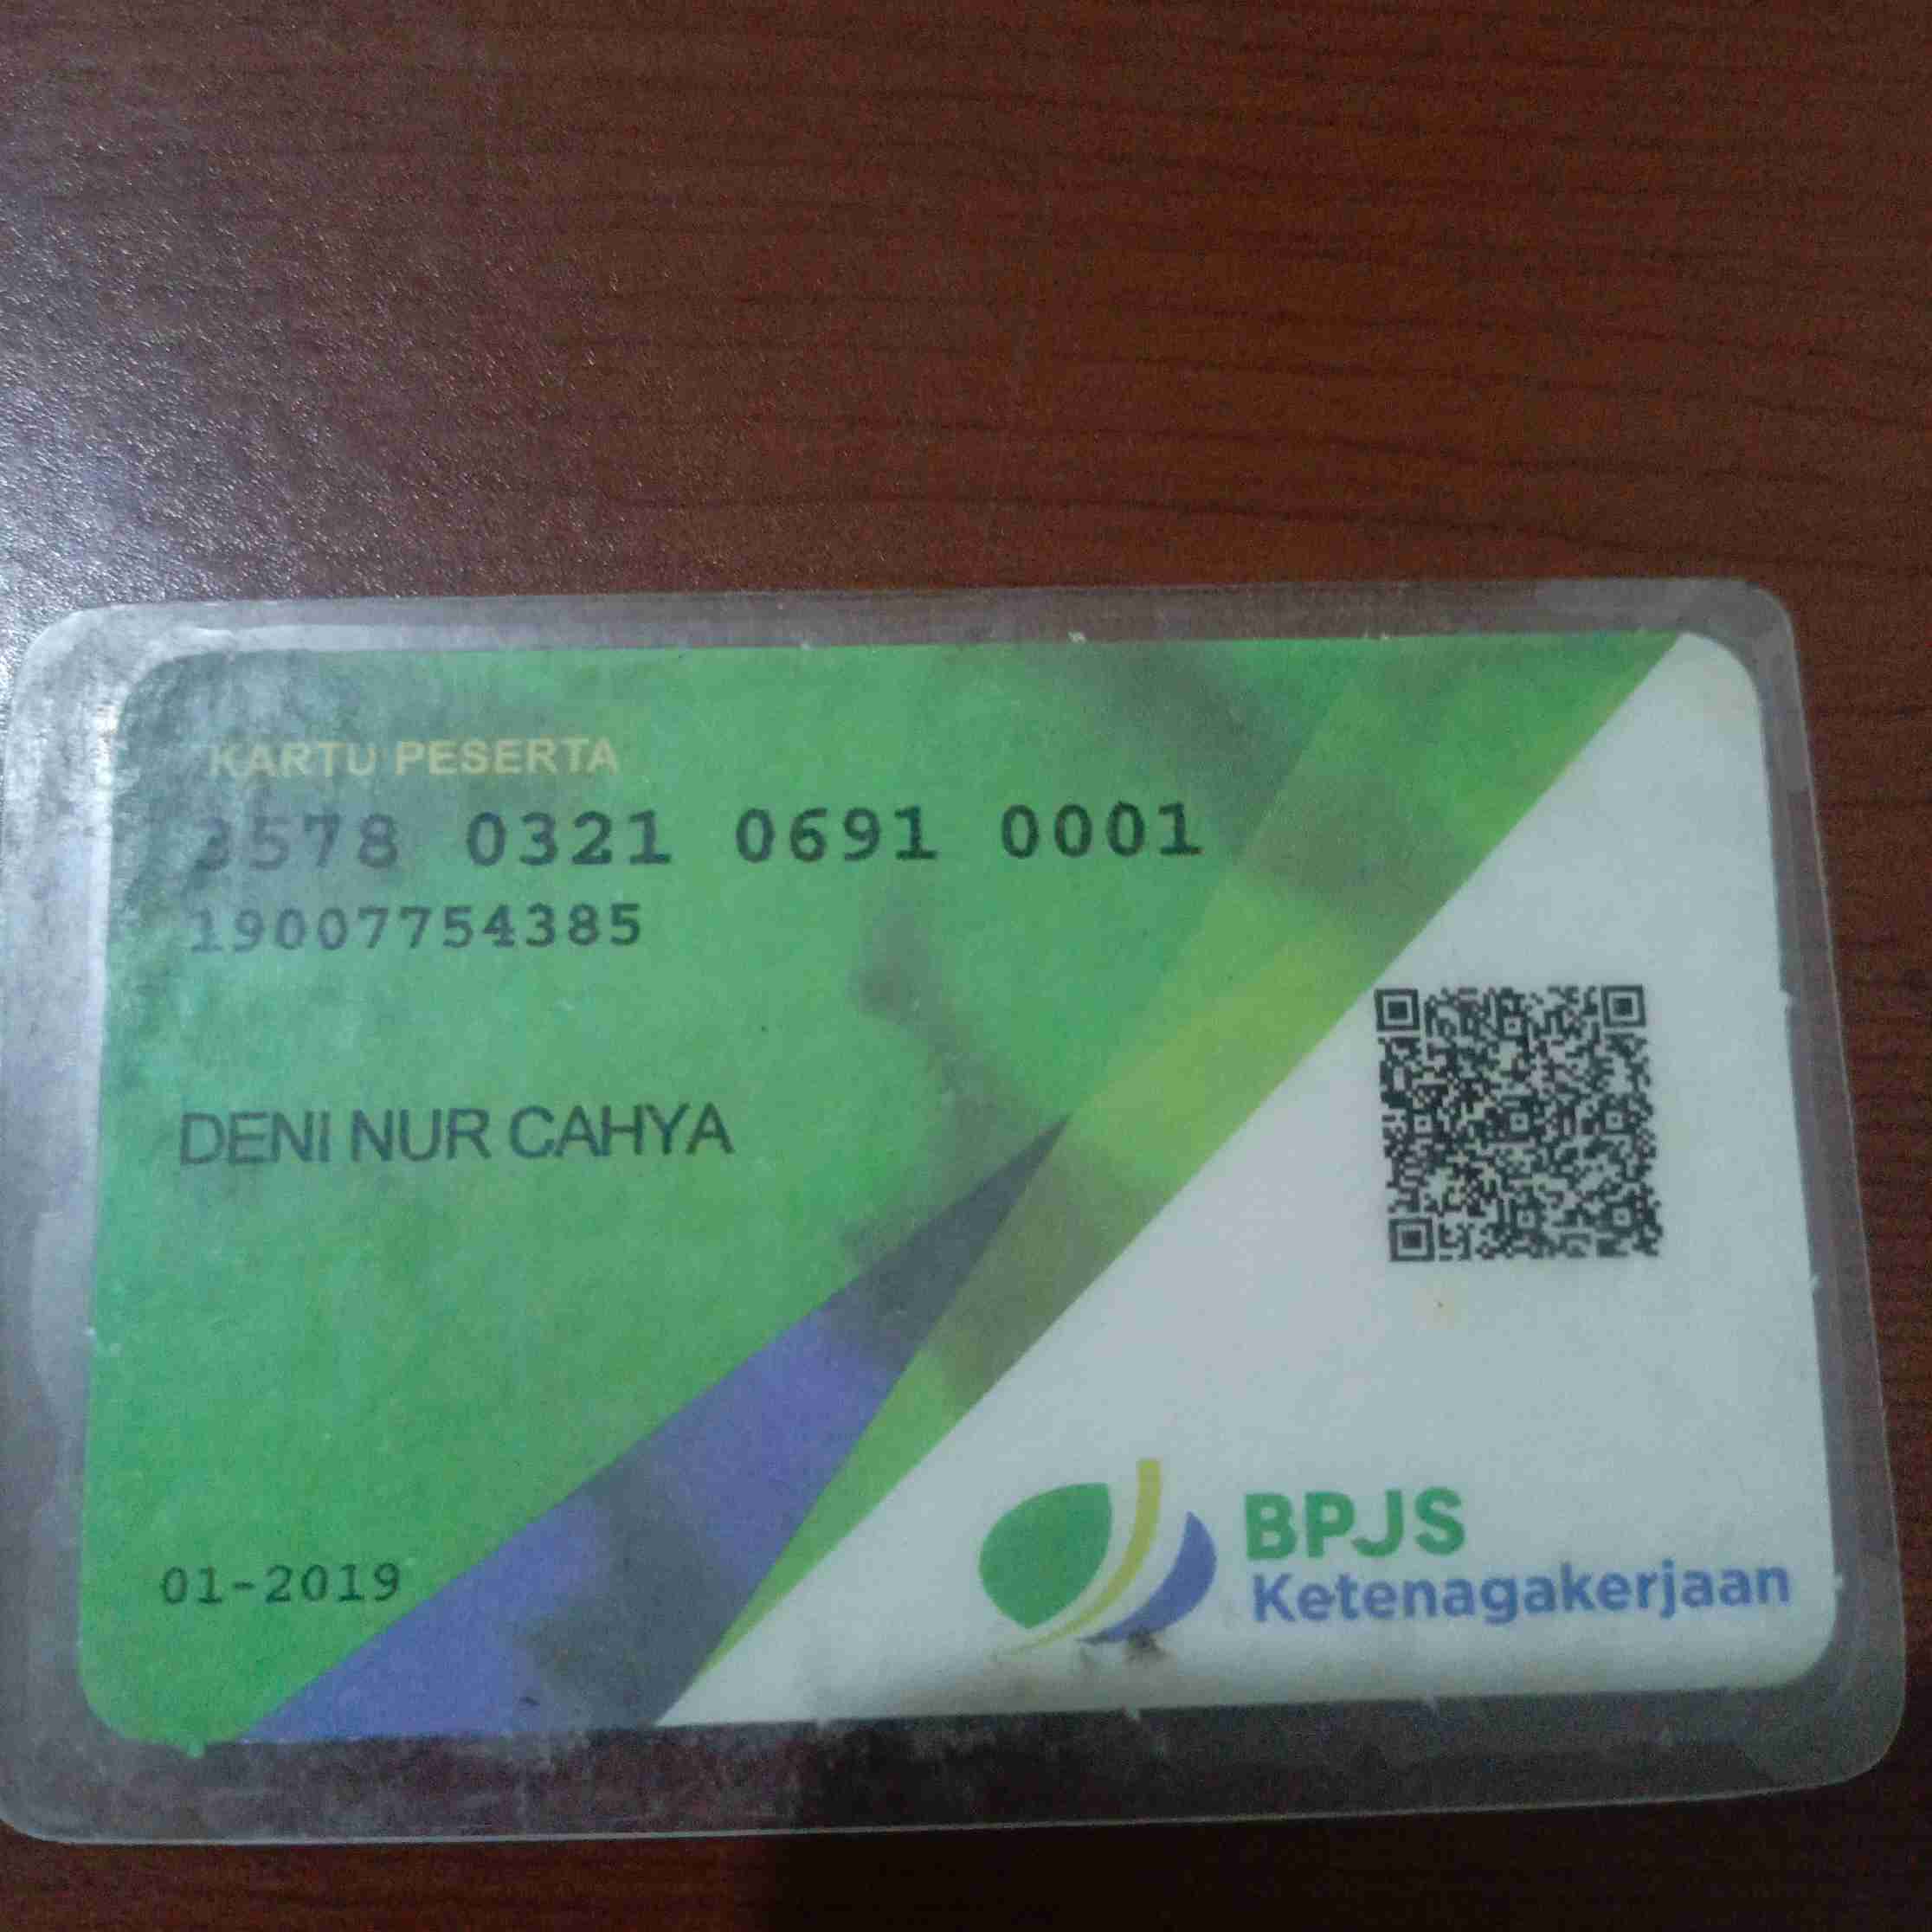 KARTU PESERTA
3578 0321 0691 0001
19007754385
DENI NUR CAHYA
01-2019
BPJS
Ketenagakerjaan